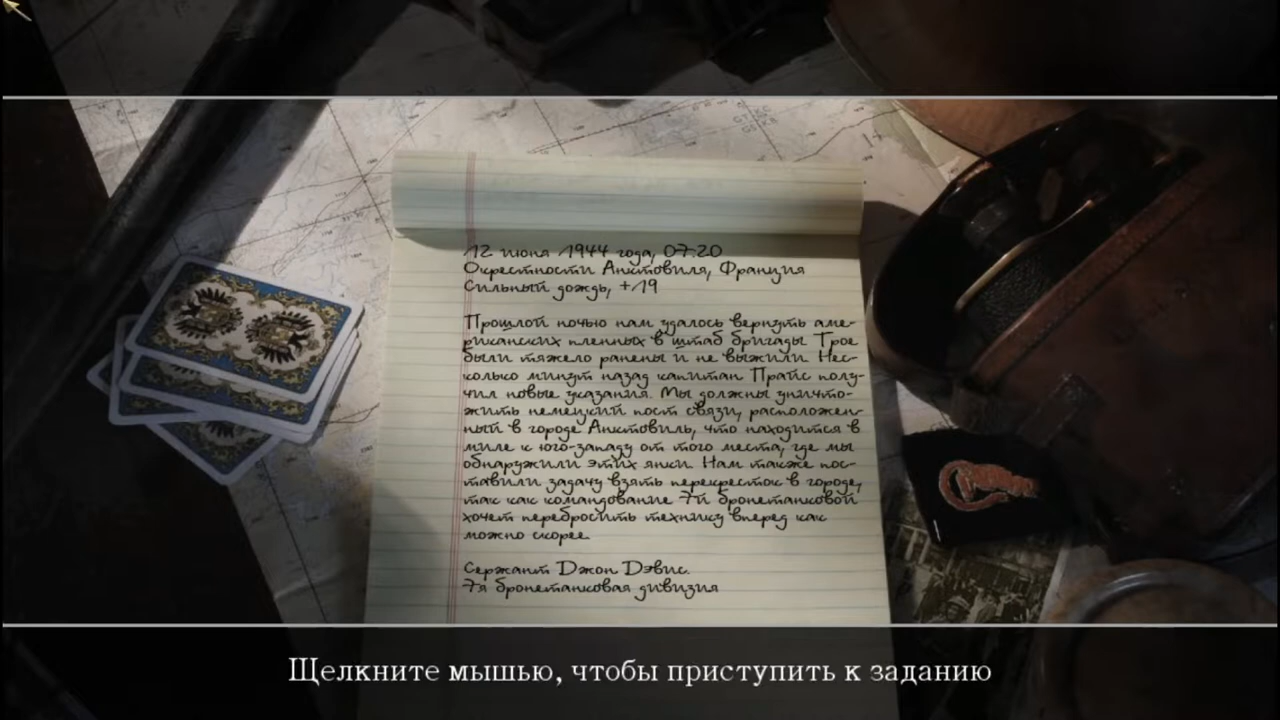 12 июня 1944 года, 07:20
Окрестности Анктовиля, Франция
Сильный дождь, +19
Прошлой ночью нам удалось вернуть аме-
риканских пленных в штаб бригады Трое
были тяжело ранены и не выжили. Нес-
колько минут назад капитан Прайс полу-
чил новые указания. Мы должны уничто-
жить немецкий пост связи, расположен-
ный в городе Анктовиль, что находится в
миле к юго-западу от того места, где мы
обнаружили этих янки. Нам также пос-
тавили задачу взять перекресток в городе,
так как командование 7й бронетанковой
хочет перебросить технику вперед как
можно скорее.
Сержант Джон Дэвис.
7я бронетанковая дивизия
Щелкните мышью, чтобы приступить к заданию